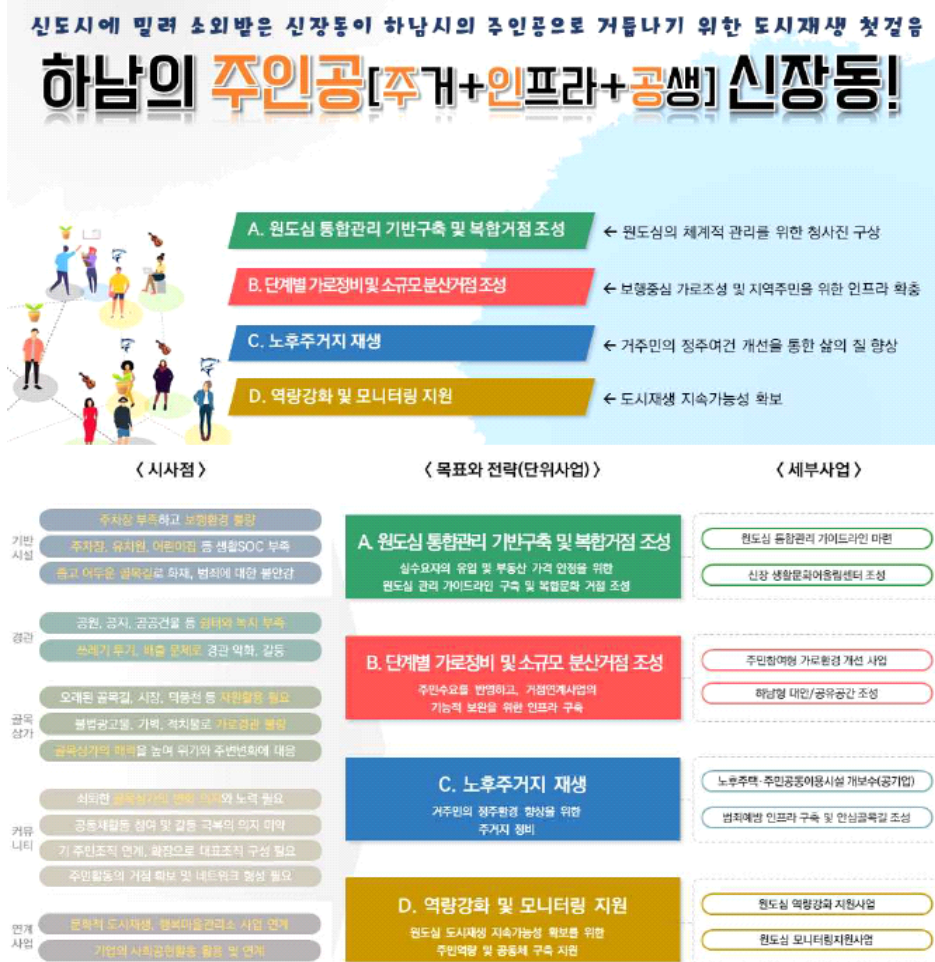 신도시에 밀려 소외받은 신장동이 하남시의 주인공으로 거듭나기 위한 도시재생 첫걸음
하남의 주인공[주거+인프라+공생] 신장동!
A. 원도심 통합관리 기반구축 및 복합거점 조성
← 원도심의 체계적 관리를 위한 청사진 구상
B. 단계별 가로정비 및 소규모 분산거점 조성
← 보행중심 가로조성 및 지역주민을 위한 인프라 확충
C. 노후주거지 재생
← 거주민의 정주여건 개선을 통한 삶의 질 향상
D. 역량강화 및 모니터링 지원
← 도시재생 지속가능성 확보
< 시사점 >
기반
시설
주차장 부족하고 보행환경 불량
주차장, 유치원, 어린이집 등 생활SOC 부족
좁고 어두운 골목길로 화재, 범죄에 대한 불안감
경관
공원, 공지, 공공건물 등 쉼터와 녹지 부족
쓰레기 투기, 배출 문제로 경관 악화, 갈등
골목
상가
오래된 골목길, 시장, 덕풍천 등 자원활용 필요
불법광고물, 가벽, 적치물로 가로경관 불량
골목상가의 매력을 높여 위기와 주변변화에 대응
커뮤
니티
쇠퇴한 골목상가의 변화 의지와 노력 필요
공동체활동 참여 및 갈등 극복의 의지 미약
기 주민조직 연계, 확장으로 대표조직 구성 필요
주민활동의 거점 확보 및 네트워크 형성 필요
연계
사업
문화적 도시재생, 행복마을관리소 사업 연계
기업의 사회공헌활동 활용 및 연계
< 목표와 전략(단위사업) >
A. 원도심 통합관리 기반구축 및 복합거점 조성
실수요자의 유입 및 부동산 가격 안정을 위한
원도심 관리 가이드라인 구축 및 복합문화 거점 조성
B. 단계별 가로정비 및 소규모 분산거점 조성
주민수요를 반영하고, 거점연계사업의
기능적 보완을 위한 인프라 구축
C. 노후주거지 재생
거주민의 정주환경 향상을 위한
주거지 정비
D. 역량강화 및 모니터링 지원
원도심 도시재생 지속가능성 확보를 위한
주민역량 및 공동체 구축 지원
< 세부사업 >
원도심 통합관리 가이드라인 마련
신장 생활문화어울림센터 조성
주민참여형 가로환경 개선 사업
하남형 대안/공유공간 조성
노후주택·주민공동이용시설 개보수(공기업)
범죄예방 인프라 구축 및 안심골목길 조성
원도심 역량강화 지원사업
원도심 모니터링지원사업